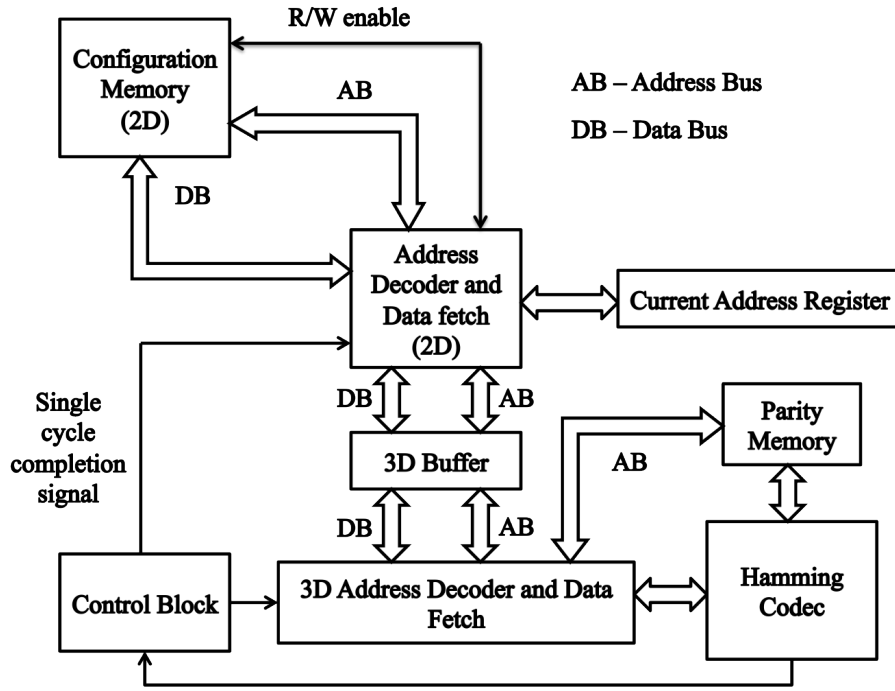 R/W enable
Configuration
Memory
(2D)
AB
AB – Address Bus
DB – Data Bus
DB
Address
Decoder and
Data fetch
(2D)
Current Address Register
Single
cycle
completion
signal
DB
AB
3D Buffer
DB
AB
AB
Parity
Memory
Control Block
3D Address Decoder and Data
Fetch
Hamming
Codec